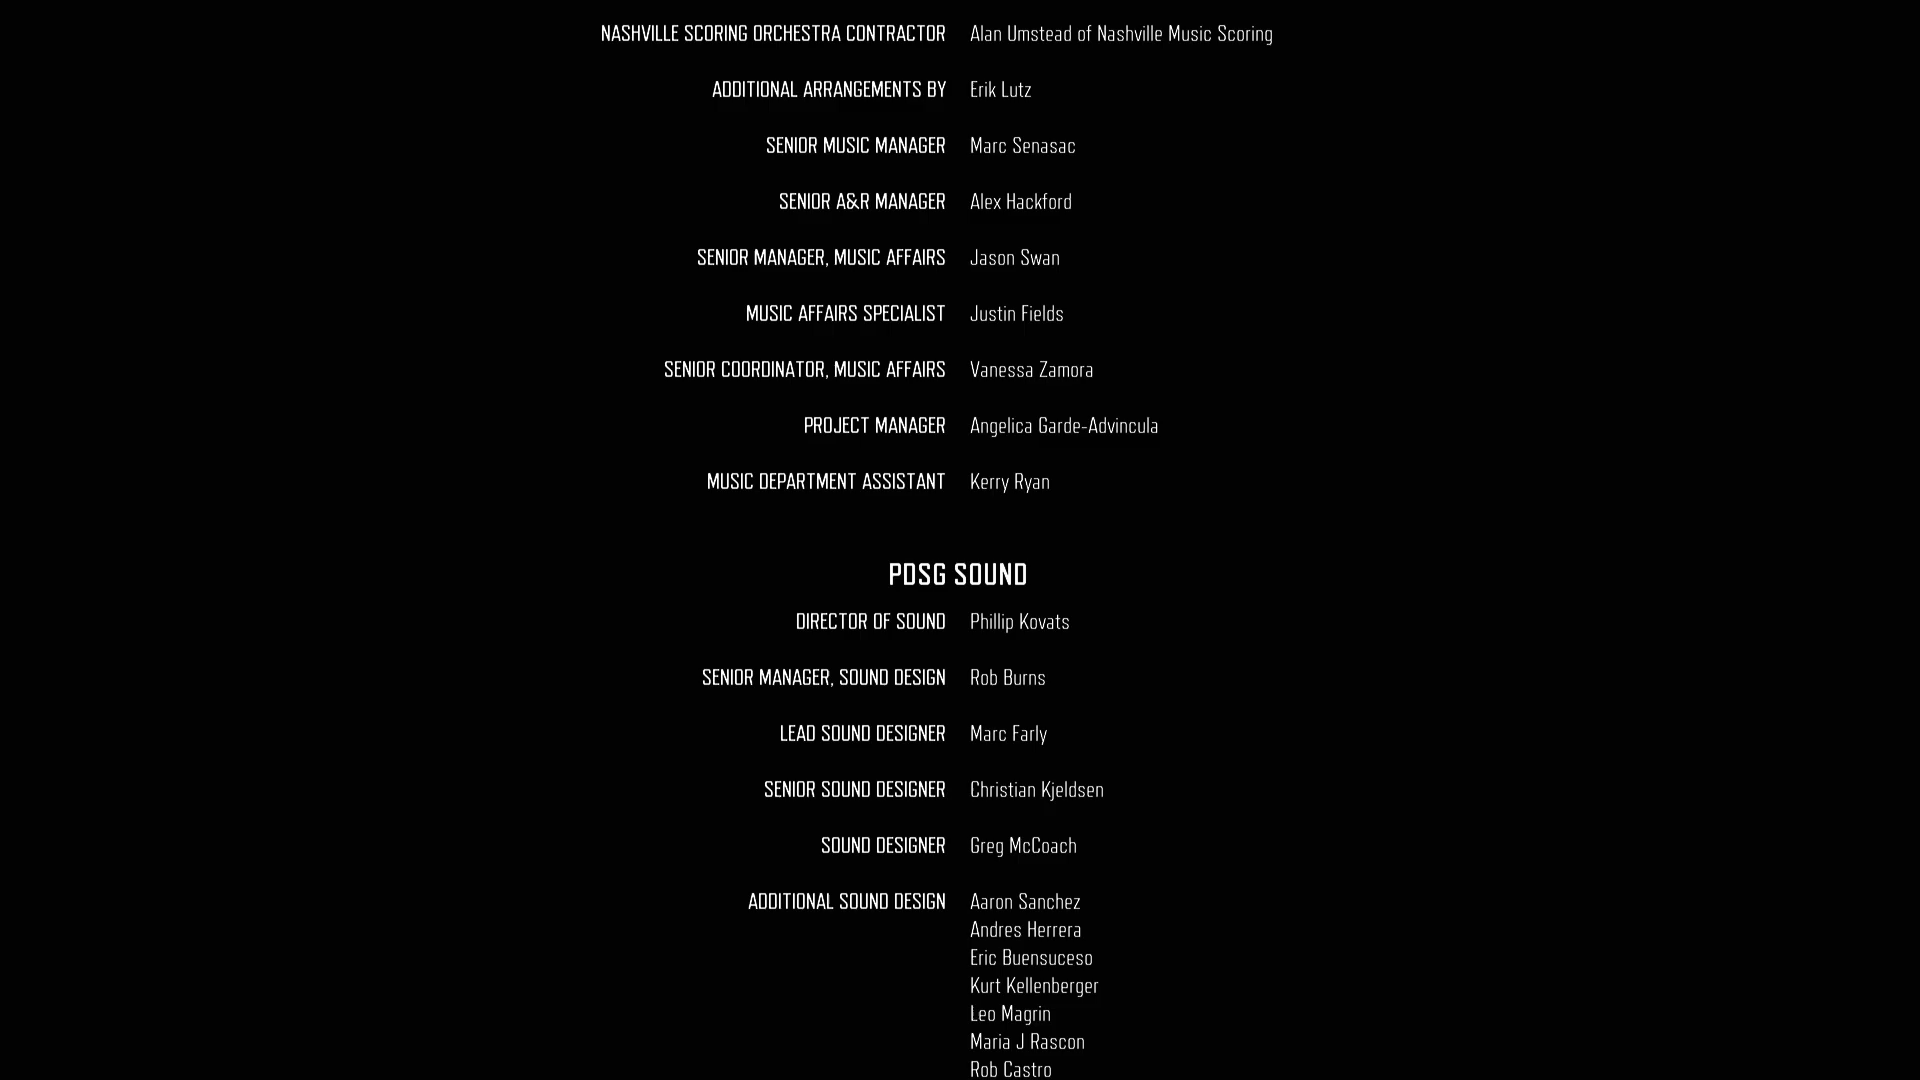 NASHVILLE SCORING ORCHESTRA CONTRACTOR Alan Umstead of Nashville Music Scoring
ADDITIONAL ARRANGEMENTS BY Erik Lutz
SENIOR MUSIC MANAGER Marc Senasac
SENIOR A&R MANAGER Alex Hackford
SENIOR MANAGER, MUSIC AFFAIRS Jason Swan
MUSIC AFFAIRS SPECIALIST Justin Fields
SENIOR COORDINATOR, MUSIC AFFAIRS Vanessa Zamora
PROJECT MANAGER Angelica Garde-Advincula
MUSIC DEPARTMENT ASSISTANT Kerry Ryan
PDSG SOUND
DIRECTOR OF SOUND Phillip Kovats
SENIOR MANAGER, SOUND DESIGN Rob Burns
LEAD SOUND DESIGNER Marc Farly
SENIOR SOUND DESIGNER Christian Kjeldsen
SOUND DESIGNER Greg McCoach
ADDITIONAL SOUND DESIGN Aaron Sanchez
Andres Herrera
Eric Buensuceso
Kurt Kellenberger
Leo Magrin
Maria J Rascon
Rob Castro